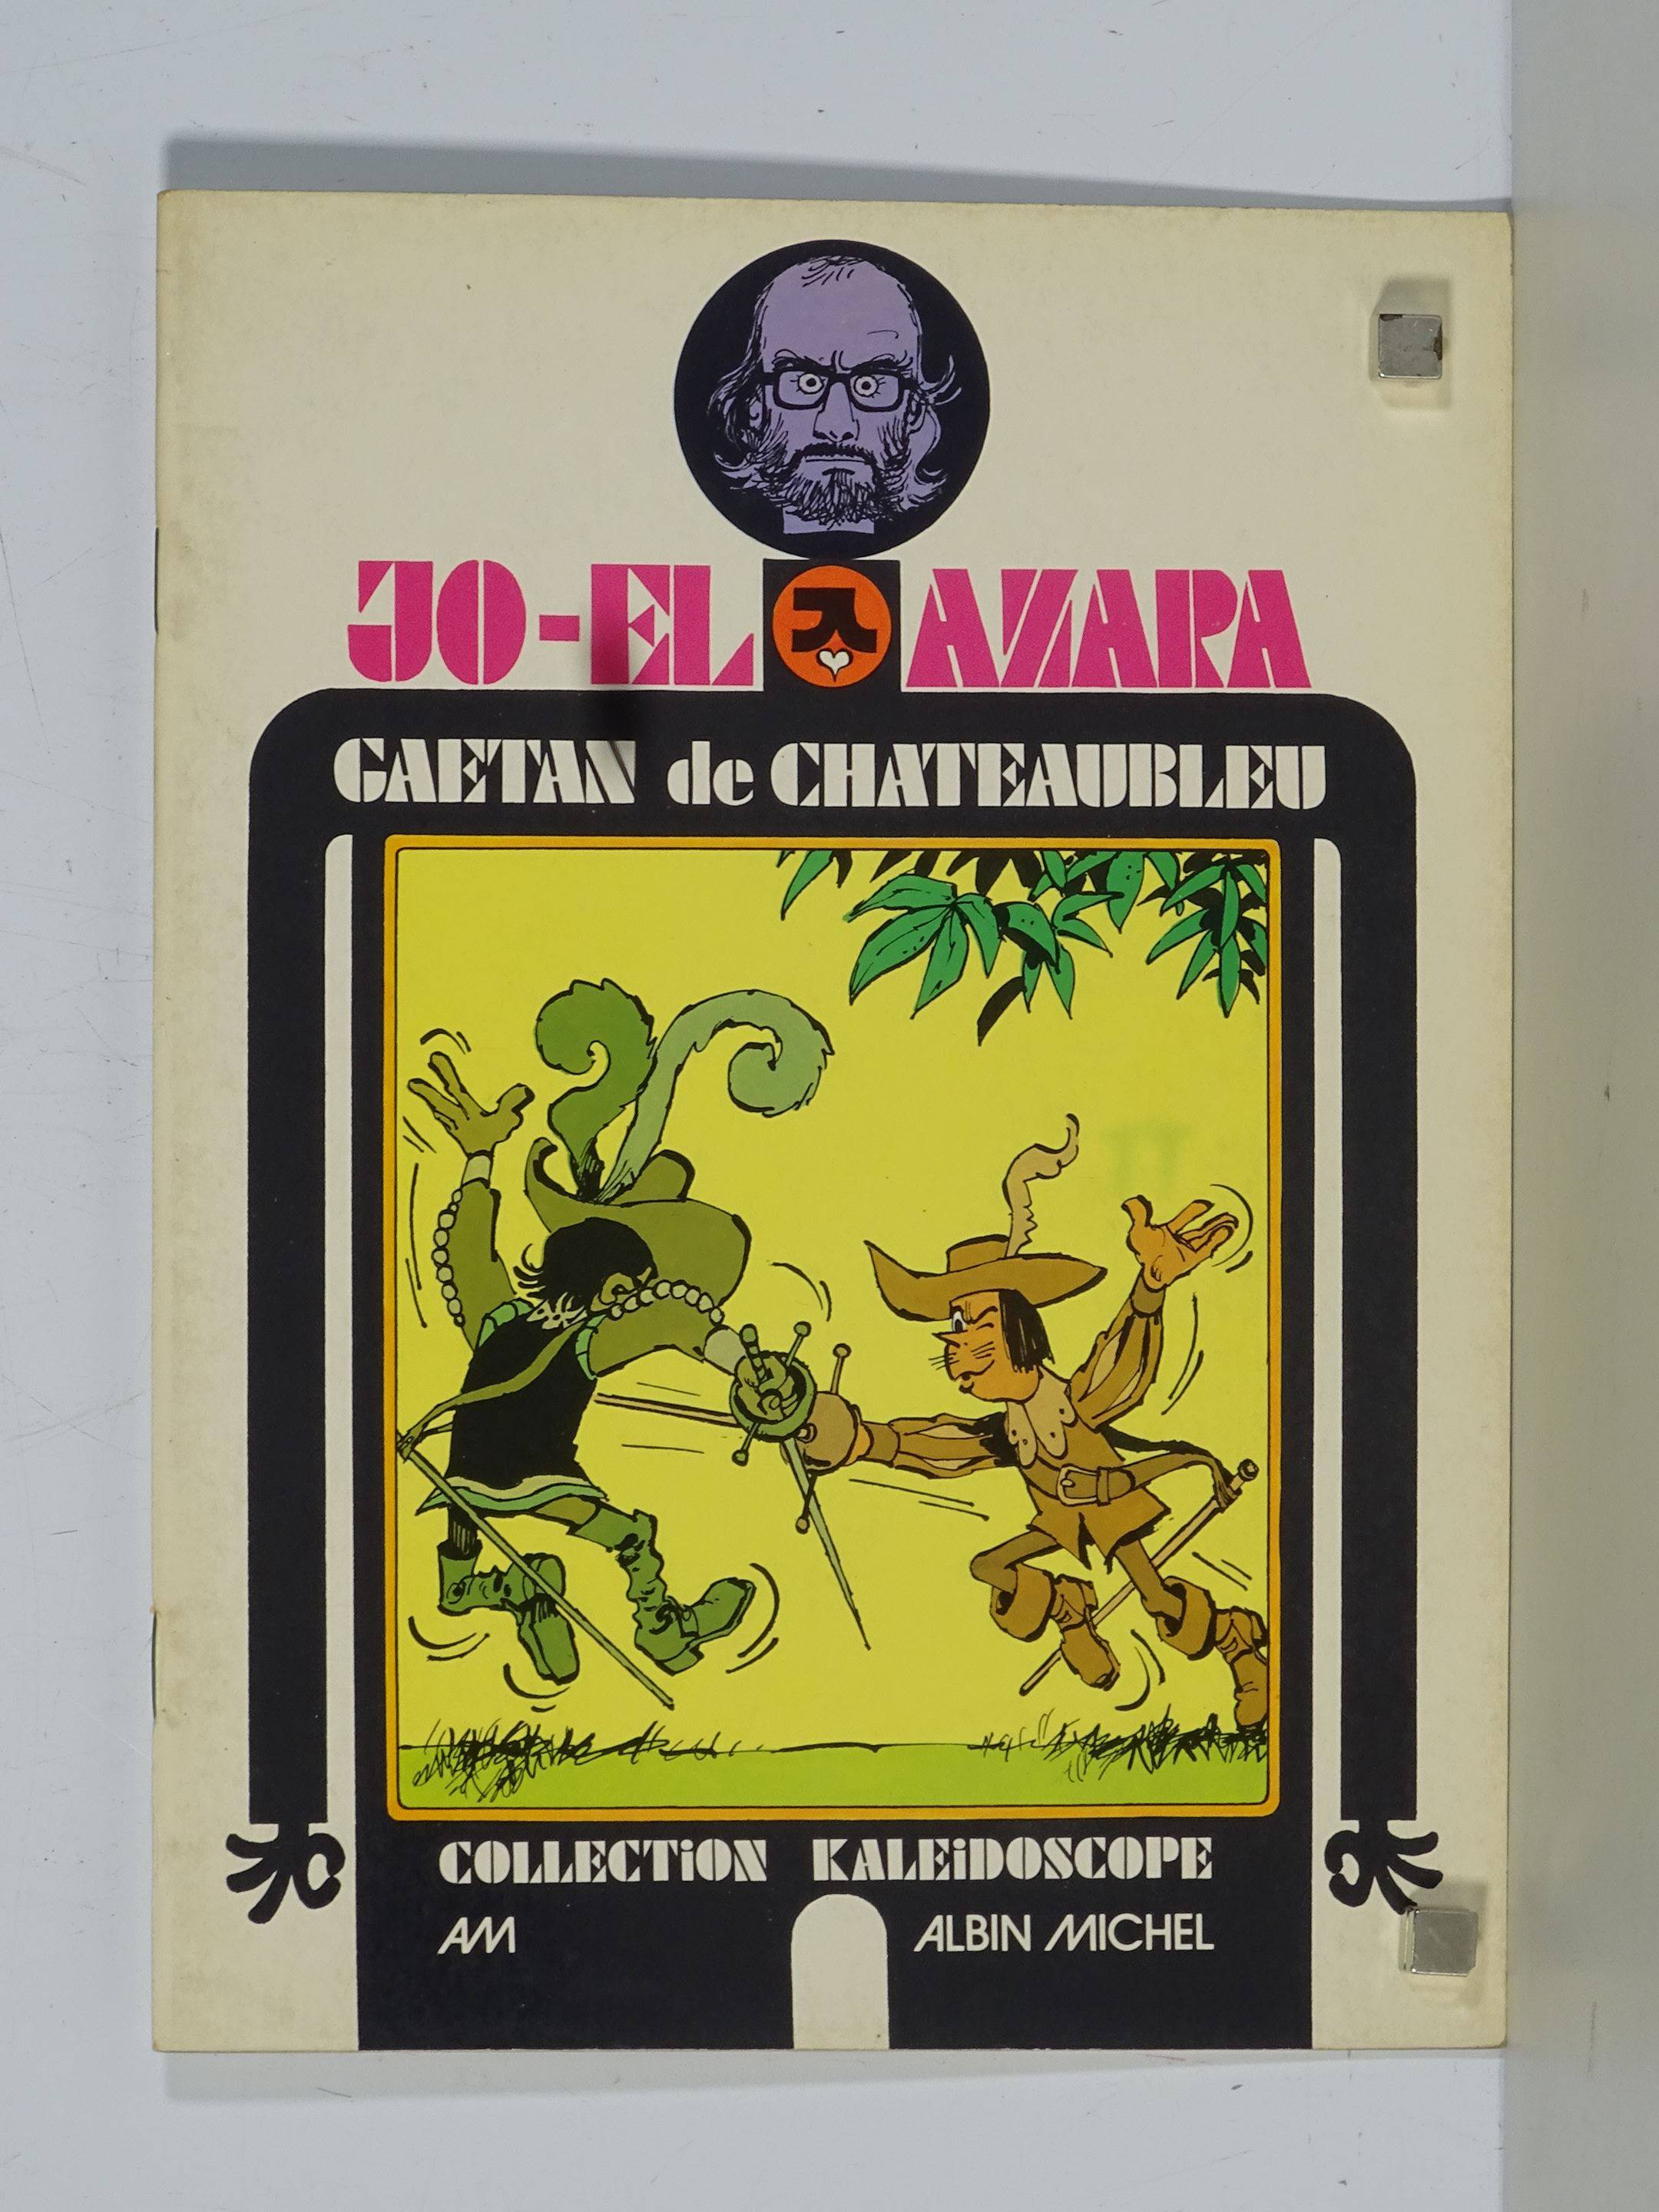 JO-EL AZARA
GAETAN de CHATEAUBLEU
COLLECTiON KALEiDOSCOPE
AM ALBIN MICHEL